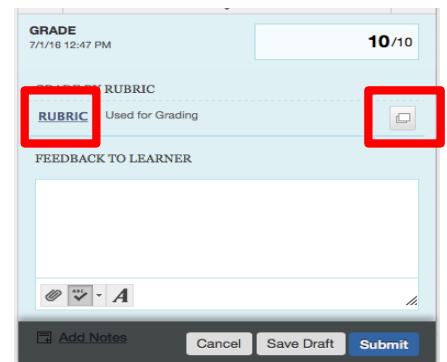 GRADE
7/1/16 12:47 PM
10/10
GRADE BY RUBRIC
RUBRIC Used for Grading
FEEDBACK TO LEARNER
ABC
A
Add Notes
Cancel Save Draft Submit